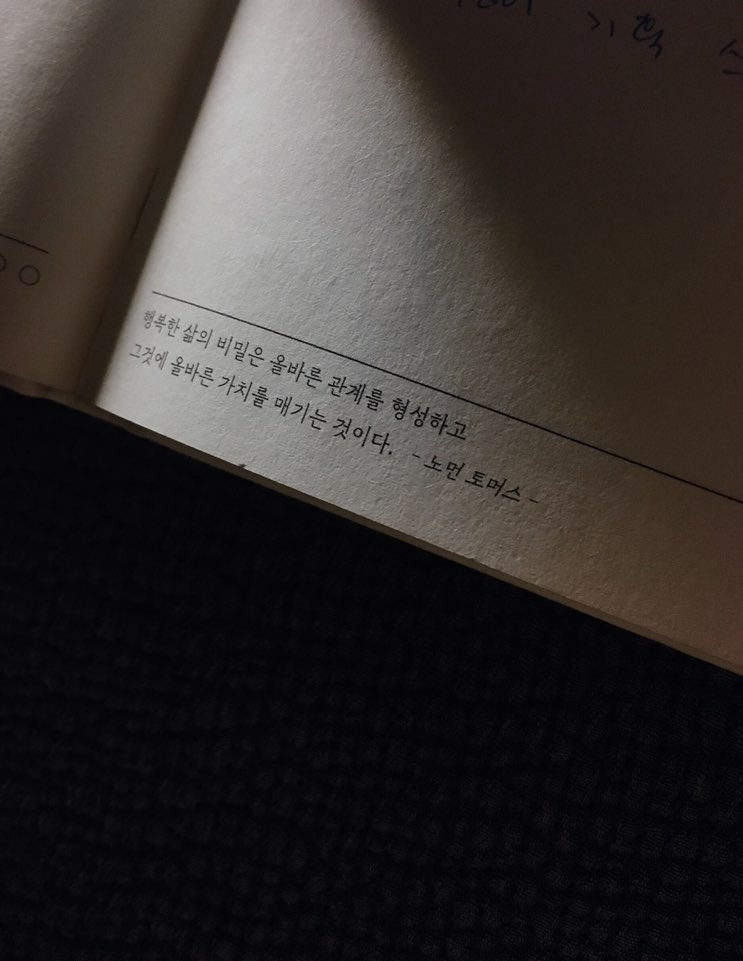 기획
행복한 삶의 비밀은 올바른 관계를 형성하고
그것에 올바른 가치를 매기는 것이다. - 노먼 토머스 -